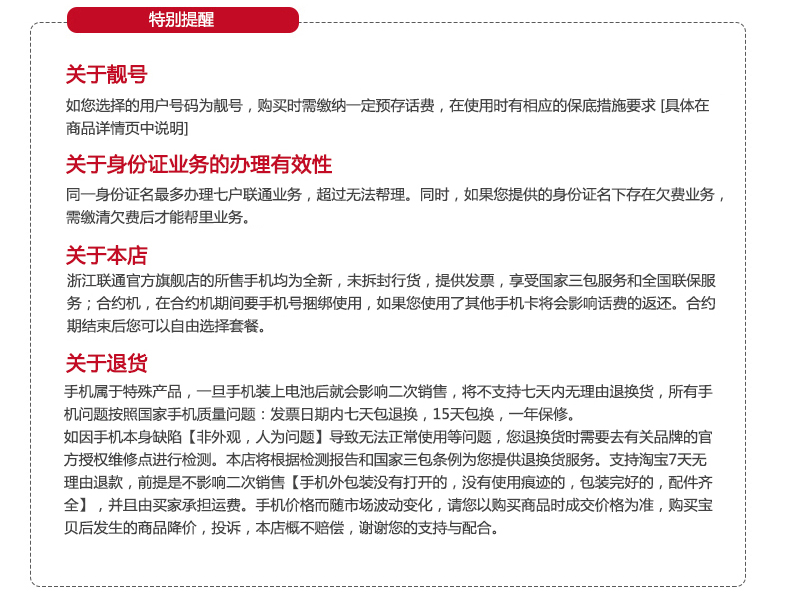 特别提醒
关于靓号
如您选择的用户号码为靓号，购买时需缴纳一定预存话费，在使用时有相应的保底措施要求 [具体在
商品详情页中说明]
关于身份证业务的办理有效性
同一身份证名最多办理七户联通业务，超过无法帮理。同时，如果您提供的身份证名下存在欠费业务，
需缴清欠费后才能帮里业务。
关于本店
浙江联通官方旗舰店的所售手机均为全新，未拆封行货，提供发票，享受国家三包服务和全国联保服
务；合约机，在合约机期间要手机号捆绑使用，如果您使用了其他手机卡将会影响话费的返还。合约
期结束后您可以自由选择套餐。
关于退货
手机属于特殊产品，一旦手机装上电池后就会影响二次销售，将不支持七天内无理由退换货，所有手
机问题按照国家手机质量问题：发票日期内七天包退换，15天包换，一年保修。
如因手机本身缺陷【非外观，人为问题】导致无法正常使用等问题，您退换货时需要去有关品牌的官
方授权维修点进行检测。本店将根据检测报告和国家三包条例为您提供退换货服务。支持淘宝7天无
理由退款，前提是不影响二次销售【手机外包装没有打开的，没有使用痕迹的，包装完好的，配件齐
全】，并且由买家承担运费。手机价格而随市场波动变化，请您以购买商品时成交价格为准，购买宝
贝后发生的商品降价，投诉，本店概不赔偿，谢谢您的支持与配合。